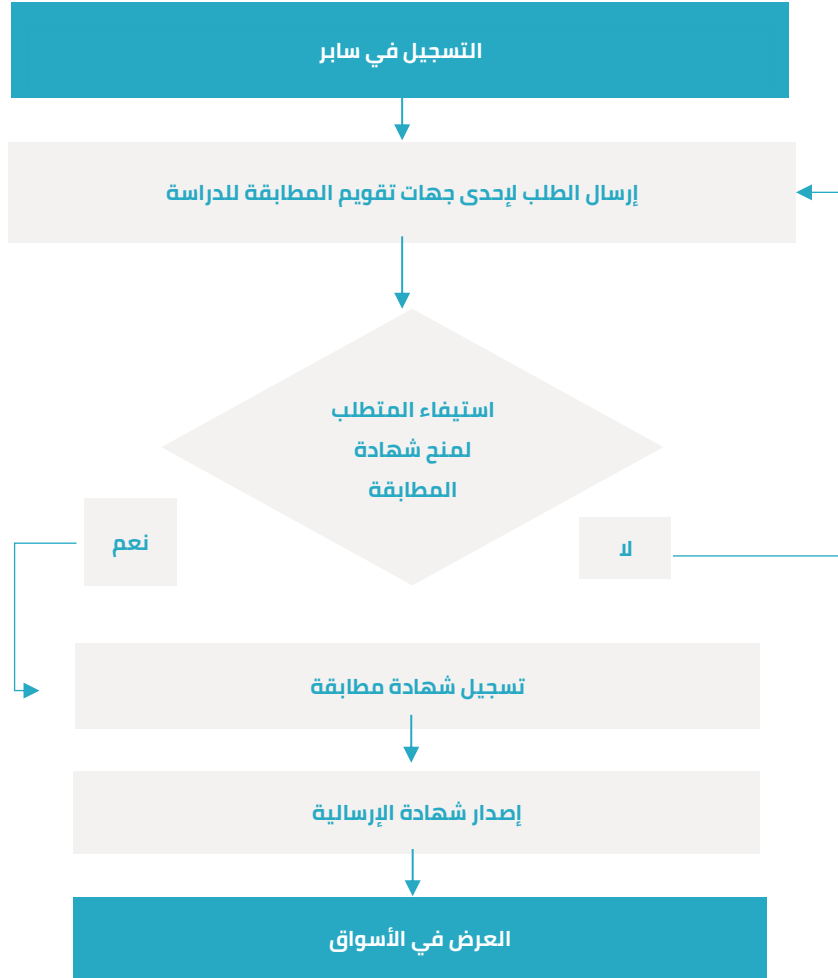 التسجيل في سابر
إرسال الطلب لإحدى جهات تقويم المطابقة للدراسة
استيفاء المتطلب
لمنح شهادة
المطابقة
نعم
لا
تسجيل شهادة مطابقة
إصدار شهادة الإرسالية
العرض في الأسواق